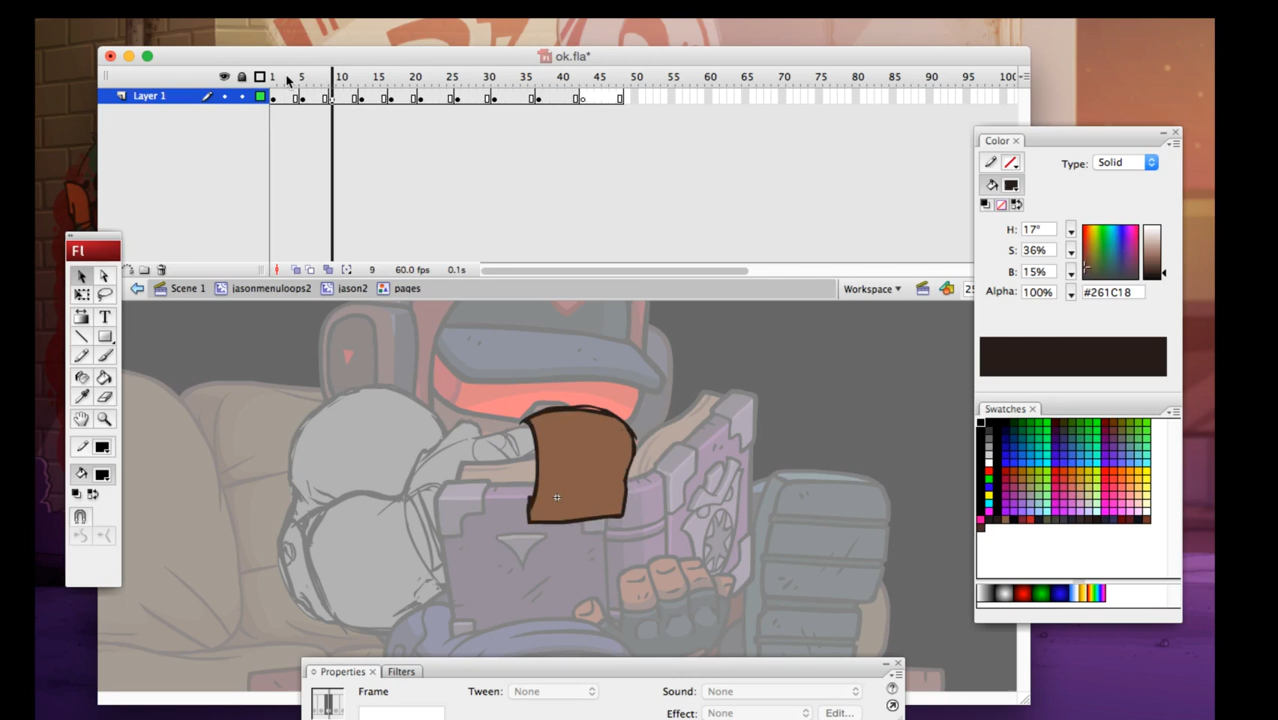 ok.fla*
1 5 10 15 20 25 30 35 40 45 50 55 60 65 70 75 80 85 90 95 100
Layer 1
Color
Type: Solid
H: 17°
S: 36%
B: 15%
Alpha: 100% #261C18
Fl
T
9 60.0 fps 0.1s
Scene 1 jasonmenuloops2 jason2 pages
Workspace
Swatches
Properties Filters
Frame Tween: None Sound: None
Effect: None Edit...